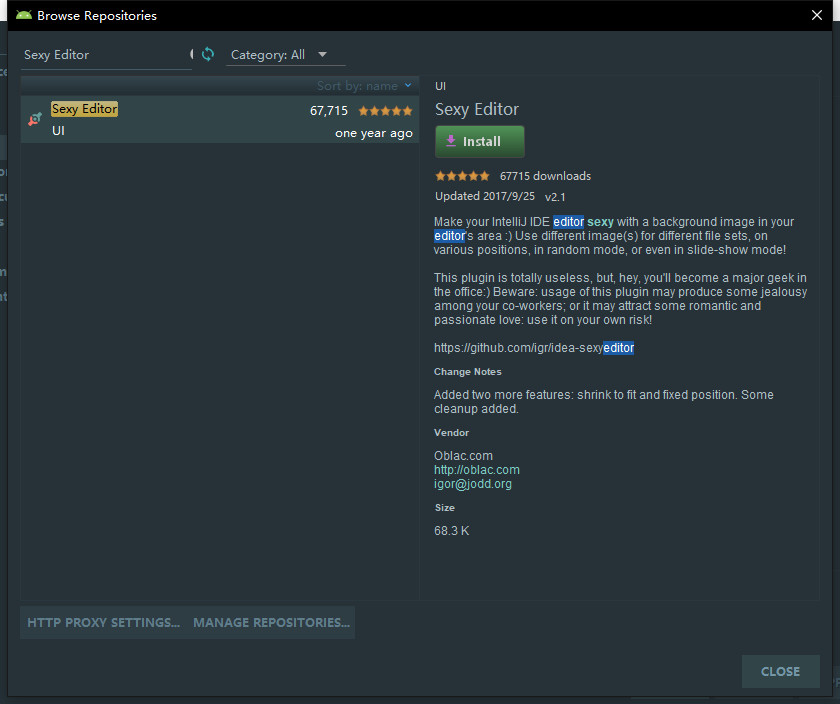 Browse Repositories
Sexy Editor
Category: All
Sort by: name
Sexy Editor
67,715
UI
one year ago
UI
Sexy Editor
Install
67715 downloads
Updated 2017/9/25 v2.1
Make your IntelliJ IDE editor sexy with a background image in your
editor's area :) Use different image(s) for different file sets, on
various positions, in random mode, or even in slide-show mode!
This plugin is totally useless, but, hey, you'll become a major geek in
the office:) Beware: usage of this plugin may produce some jealousy
among your co-workers; or it may attract some romantic and
passionate love: use it on your own risk!
https://github.com/igr/idea-sexyeditor
Change Notes
Added two more features: shrink to fit and fixed position. Some
cleanup added.
Vendor
Oblac.com
http://oblac.com
igor@jodd.org
Size
68.3 K
HTTP PROXY SETTINGS...
MANAGE REPOSITORIES...
CLOSE